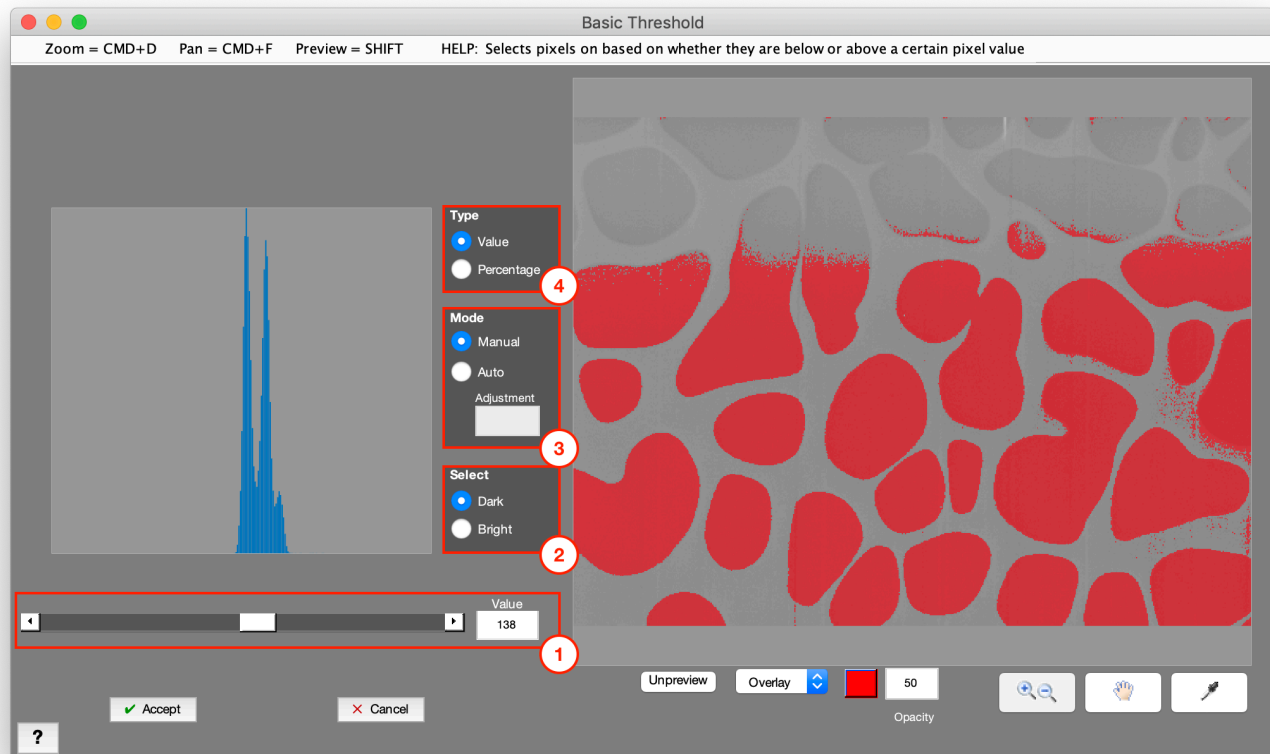 Basic Threshold
Zoom = CMD+D Pan = CMD+F Preview = SHIFT HELP: Selects pixels on based on whether they are below or above a certain pixel value
Type
Value
Percentage
4
Mode
Manual
Auto
Adjustment
3
Select
Dark
Bright
2
Value
138
1
Unpreview
Overlay
50
Opacity
Accept
Cancel
?